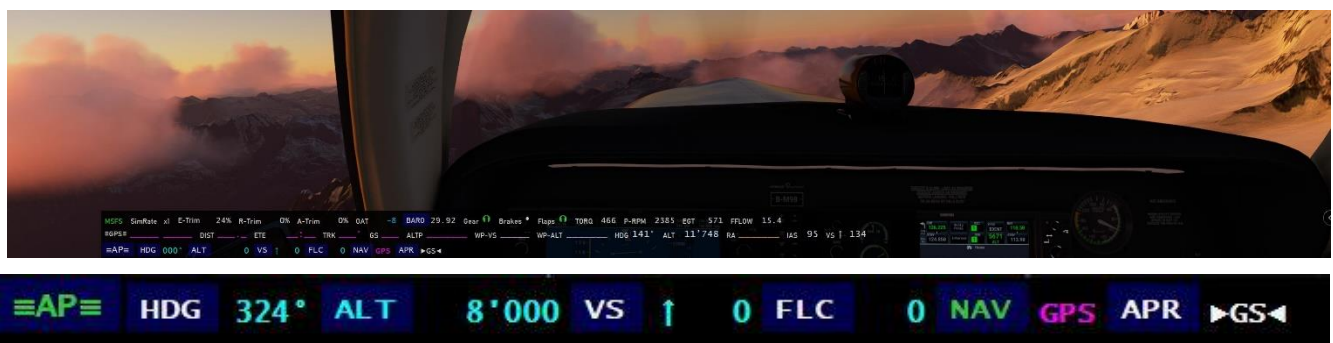 MSFS SimRate x1 E-Trim 24% R-Trim 0% A-Trim 0% OAT -8 BARO 29.92 Gear Brakes Flaps TORQ 466 P-RPM 2385 EGT 571 FFLOW 15.4
≡GPS≡ DIST ETE TRK GS ALTP WP-VS WP-ALT HDG 141° ALT 11'748 RA IAS 95 VS ↑ 134
≡AP≡ HDG 000° ALT 0 VS ↑ 0 FLC 0 NAV GPS APR ►GS◄
≡AP≡ HDG 324° ALT 8'000 VS ↑ 0 FLC 0 NAV GPS APR ►GS◄